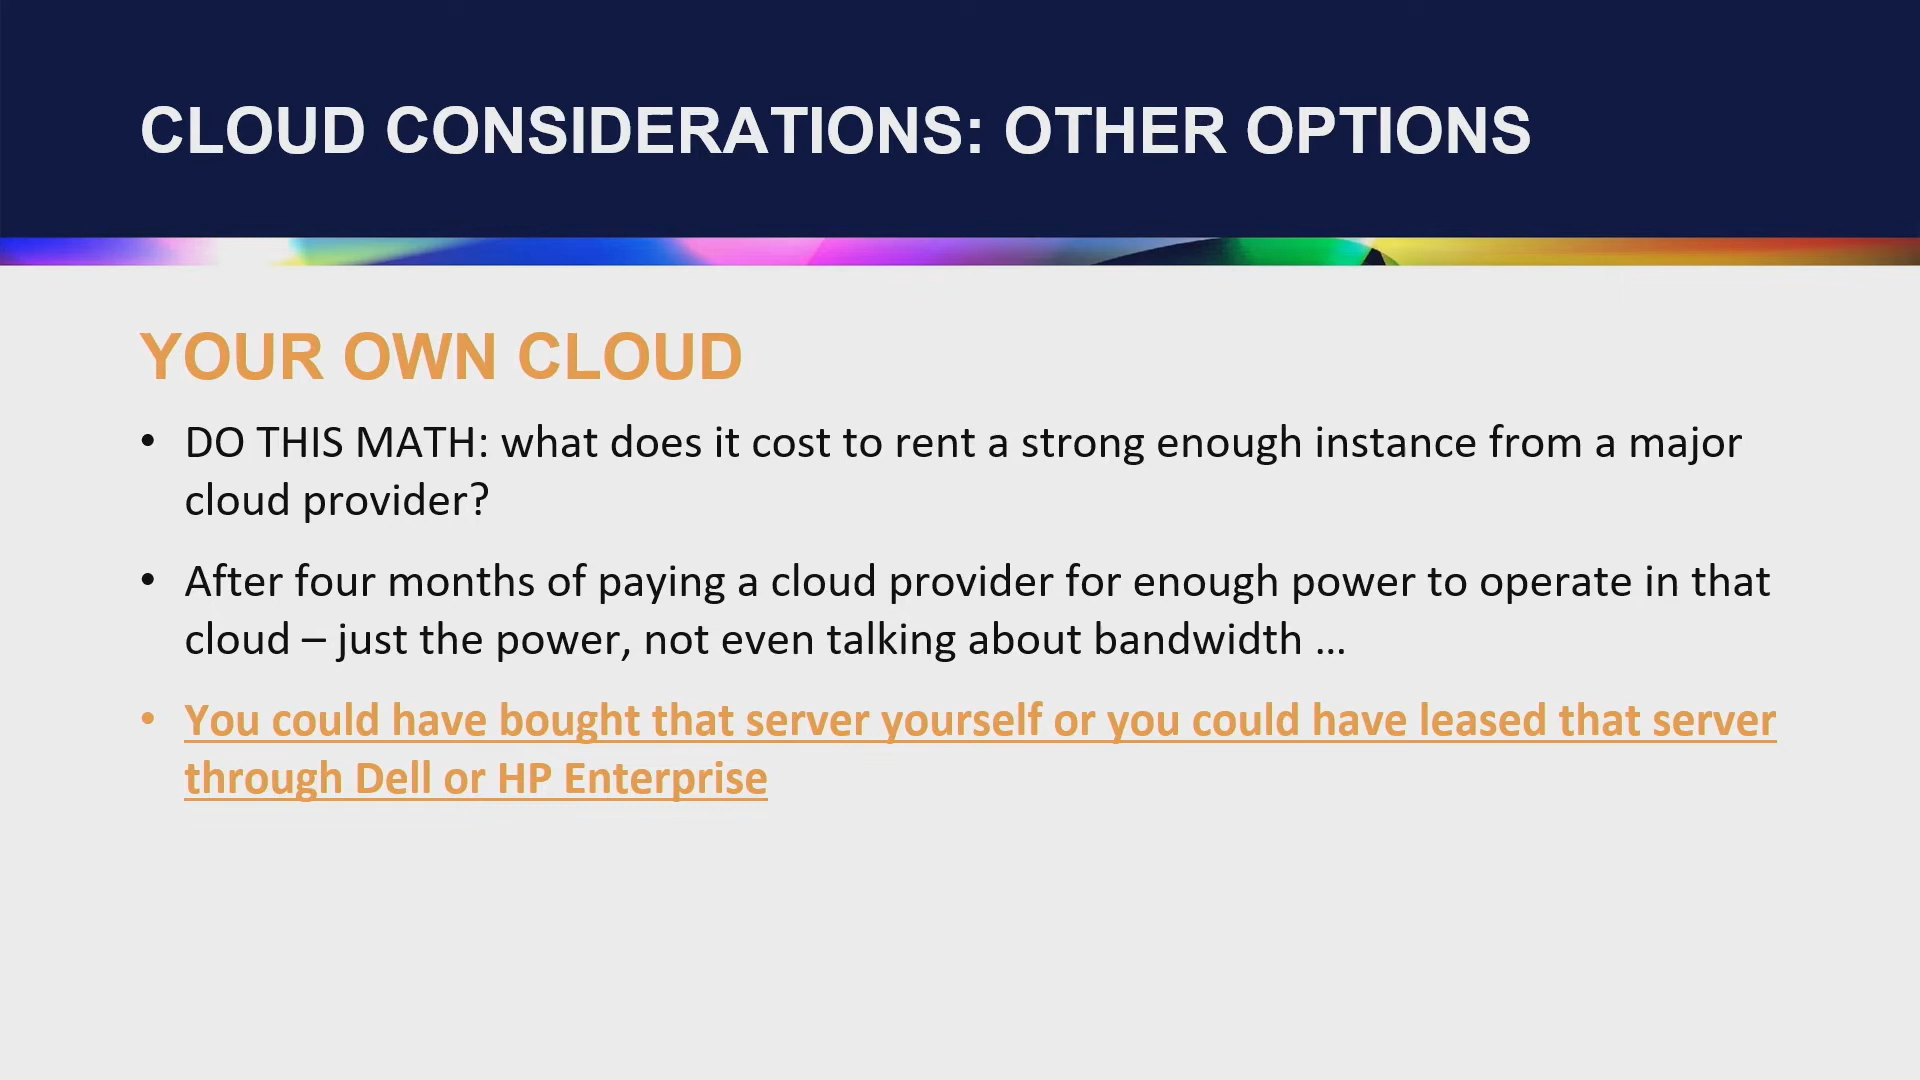 CLOUD CONSIDERATIONS: OTHER OPTIONS
YOUR OWN CLOUD
• DO THIS MATH: what does it cost to rent a strong enough instance from a major
cloud provider?
• After four months of paying a cloud provider for enough power to operate in that
cloud – just the power, not even talking about bandwidth ...
• You could have bought that server yourself or you could have leased that server
through Dell or HP Enterprise